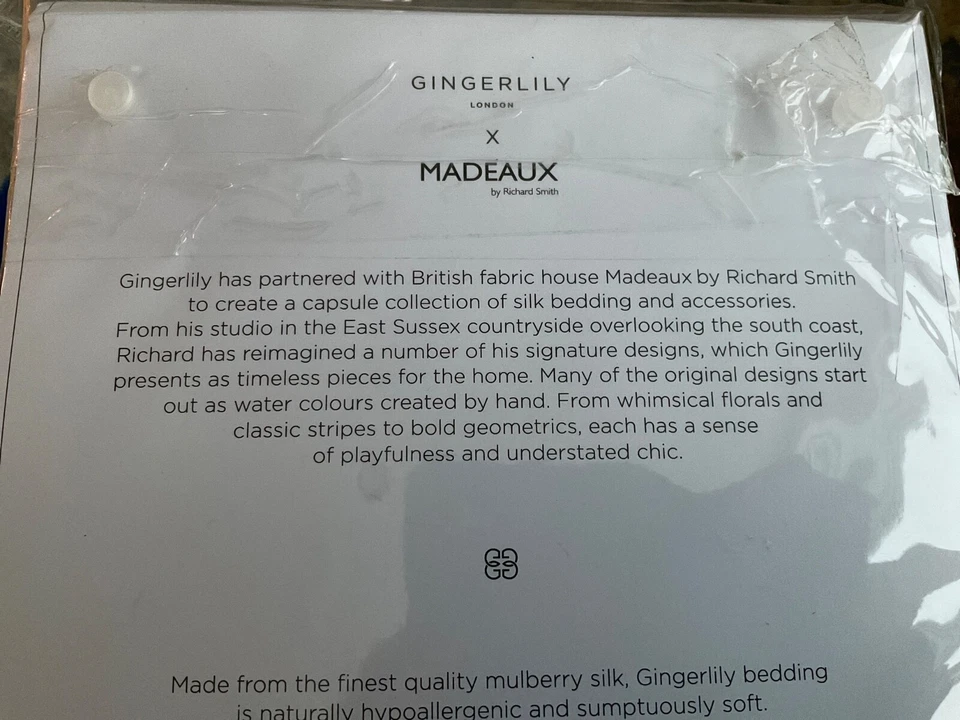 GINGERLILY
LONDON
X
MADEAUX
by Richard Smith
Gingerlily has partnered with British fabric house Madeaux by Richard Smith
to create a capsule collection of silk bedding and accessories.
From his studio in the East Sussex countryside overlooking the south coast,
Richard has reimagined a number of his signature designs, which Gingerlily
presents as timeless pieces for the home. Many of the original designs start
out as water colours created by hand. From whimsical florals and
classic stripes to bold geometrics, each has a sense
of playfulness and understated chic.
Made from the finest quality mulberry silk, Gingerlily bedding
is naturally hypoallergenic and sumptuously soft.